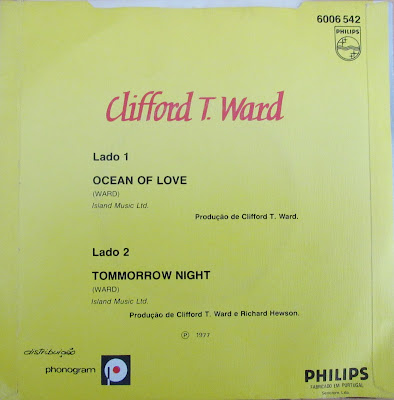 6006 542
PHILIPS
Clifford T. Ward
Lado 1
OCEAN OF LOVE
(WARD)
Island Music Ltd.
Produção de Clifford T. Ward.
Lado 2
TOMMORROW NIGHT
(WARD)
Island Music Ltd.
Produção de Clifford T. Ward e Richard Hewson.
Ⓟ 1977
distribuição
phonogram
PHILIPS
FABRICADO EM PORTUGAL